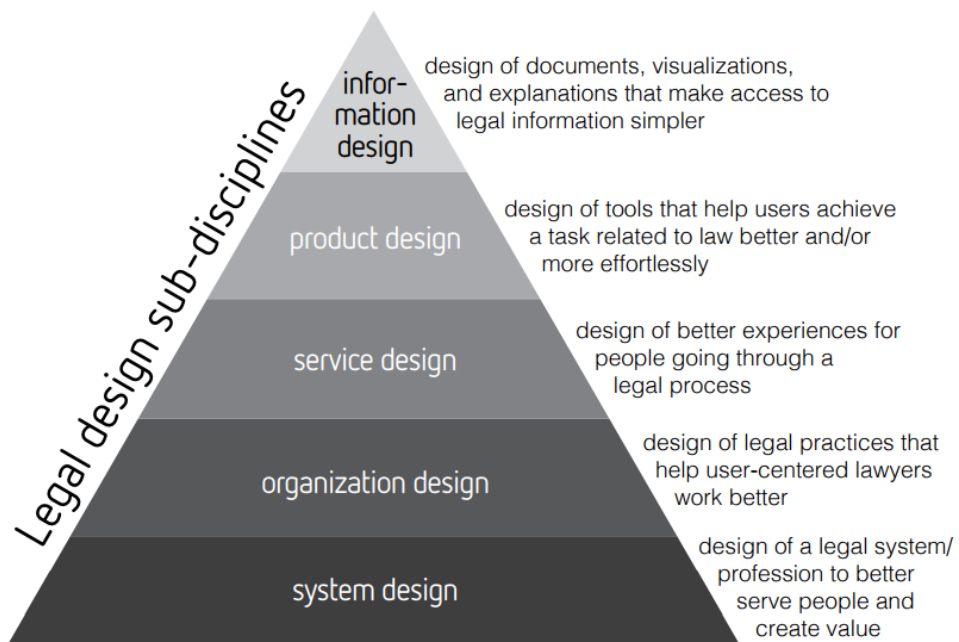 Legal design sub-disciplines
infor-
mation
design
design of documents, visualizations,
and explanations that make access to
legal information simpler
product design
design of tools that help users achieve
a task related to law better and/or
more effortlessly
service design
design of better experiences for
people going through a
legal process
organization design
design of legal practices that
help user-centered lawyers
work better
system design
design of a legal system/
profession to better
serve people and
create value